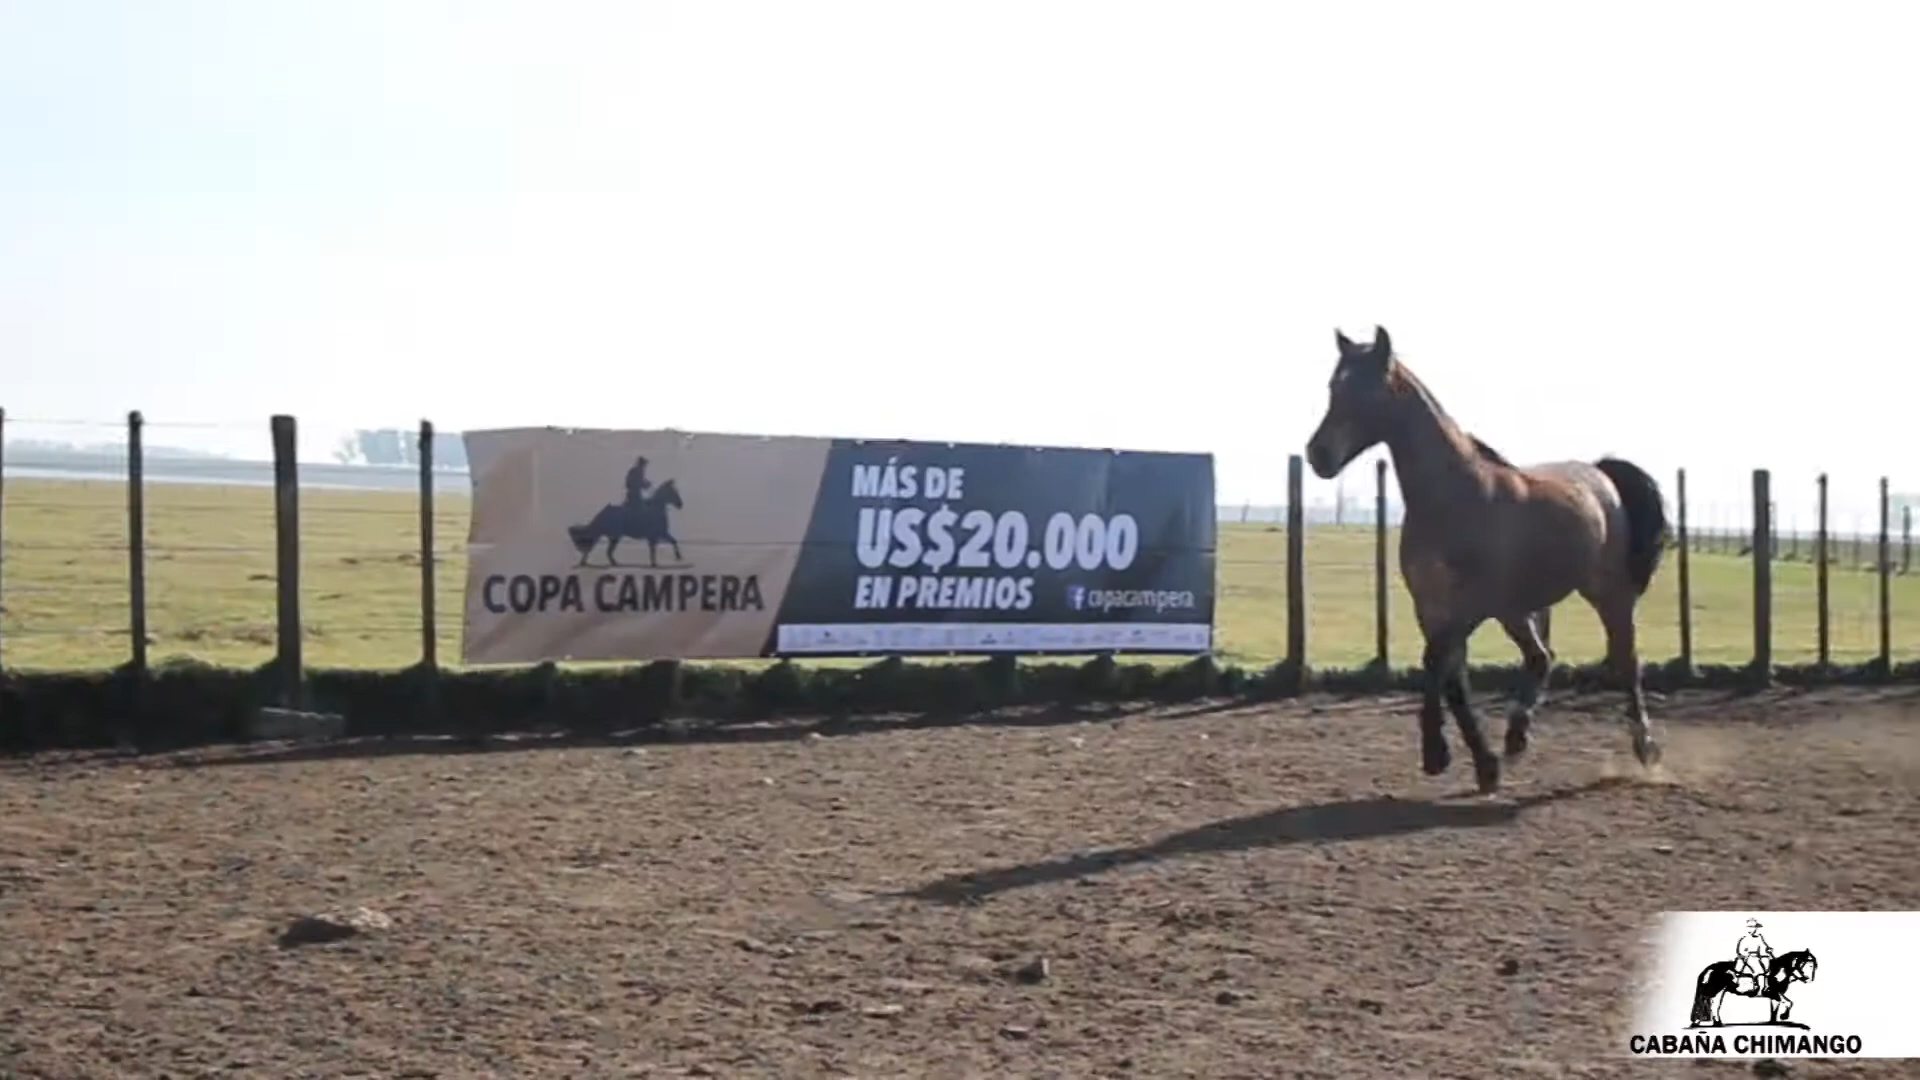 COPA CAMPERA
MÁS DE
US$20.000
EN PREMIOS
copacampera
CABAÑA CHIMANGO